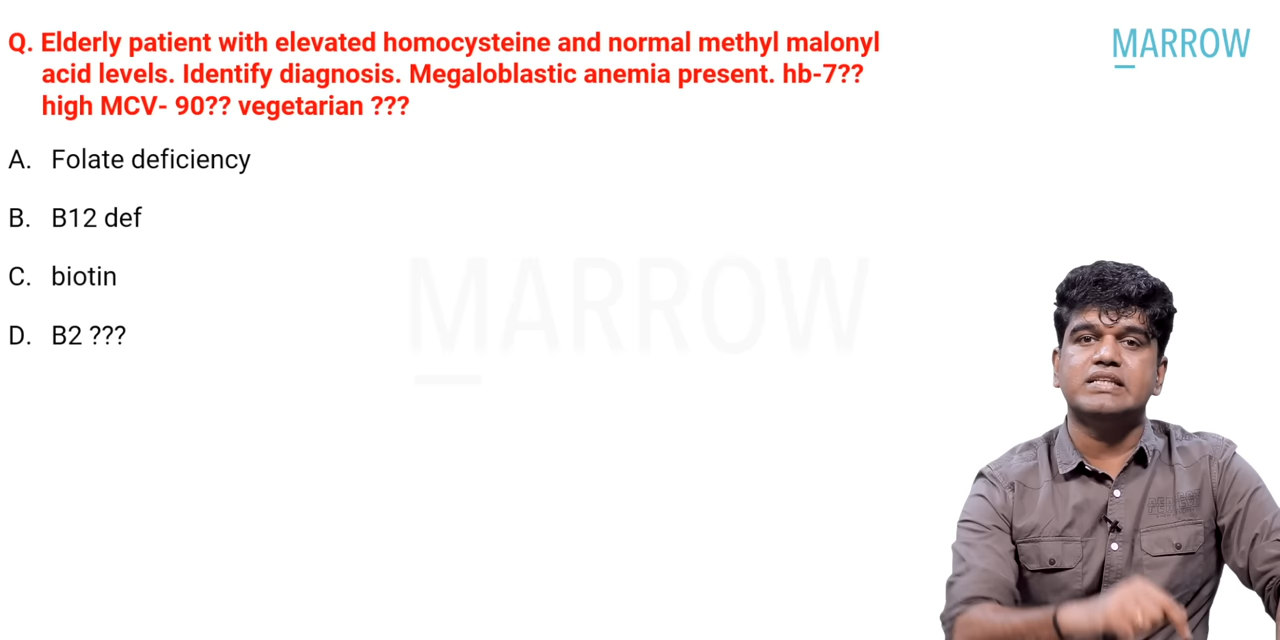 Q. Elderly patient with elevated homocysteine and normal methyl malonyl
acid levels. Identify diagnosis. Megaloblastic anemia present. hb-7??
high MCV- 90?? vegetarian ???
MARROW
A. Folate deficiency
B. B12 def
C. biotin
D. B2 ???
MARROW